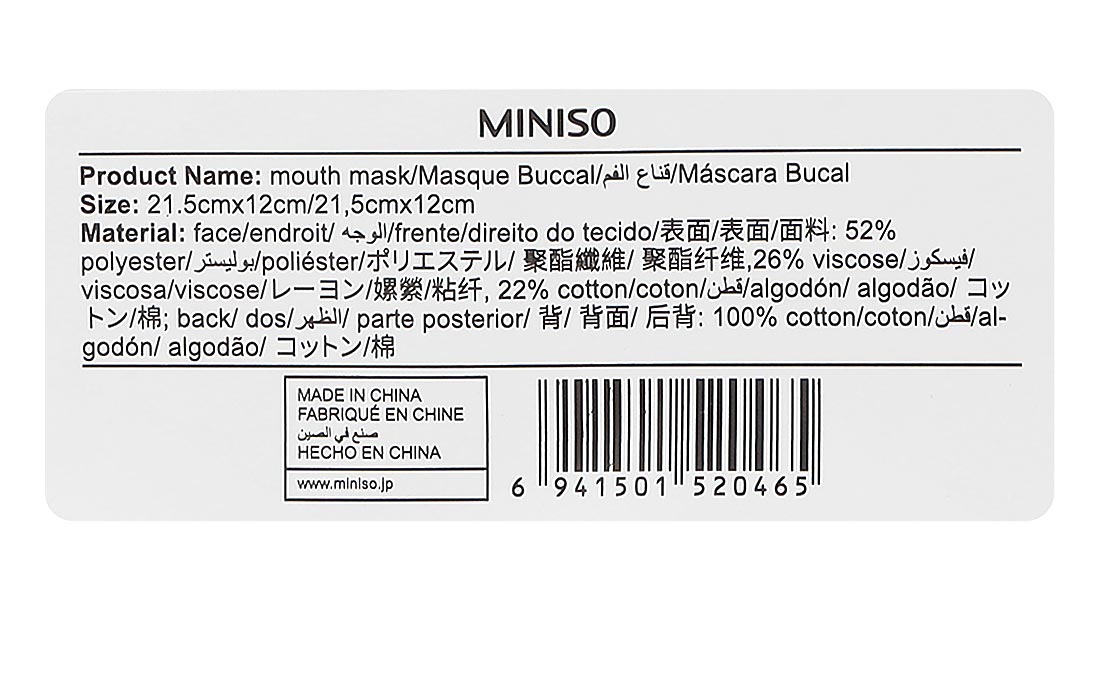 MINISO
Product Name: mouth mask/Masque Buccal/قناع الفم/Máscara Bucal
Size: 21.5cmx12cm/21,5cmx12cm
Material: face/endroit/ الوجه/frente/direito do tecido/表面/表面/面料: 52%
polyester/بوليستر/poliéster/ポリエステル/ 聚酯纖維/ 聚酯纤维,26% viscose/فيسكوز/
viscosa/viscose/レーヨン/嫘縈/粘纤, 22% cotton/coton/قطن/algodón/ algodão/ コッ
トン/棉; back/ dos/الظهر/ parte posterior/ 背/ 背面/ 后背: 100% cotton/coton/قطن/al-
godón/ algodão/ コットン/棉
MADE IN CHINA
FABRIQUÉ EN CHINE
صنع في الصين
HECHO EN CHINA
www.miniso.jp
6 941501 520465